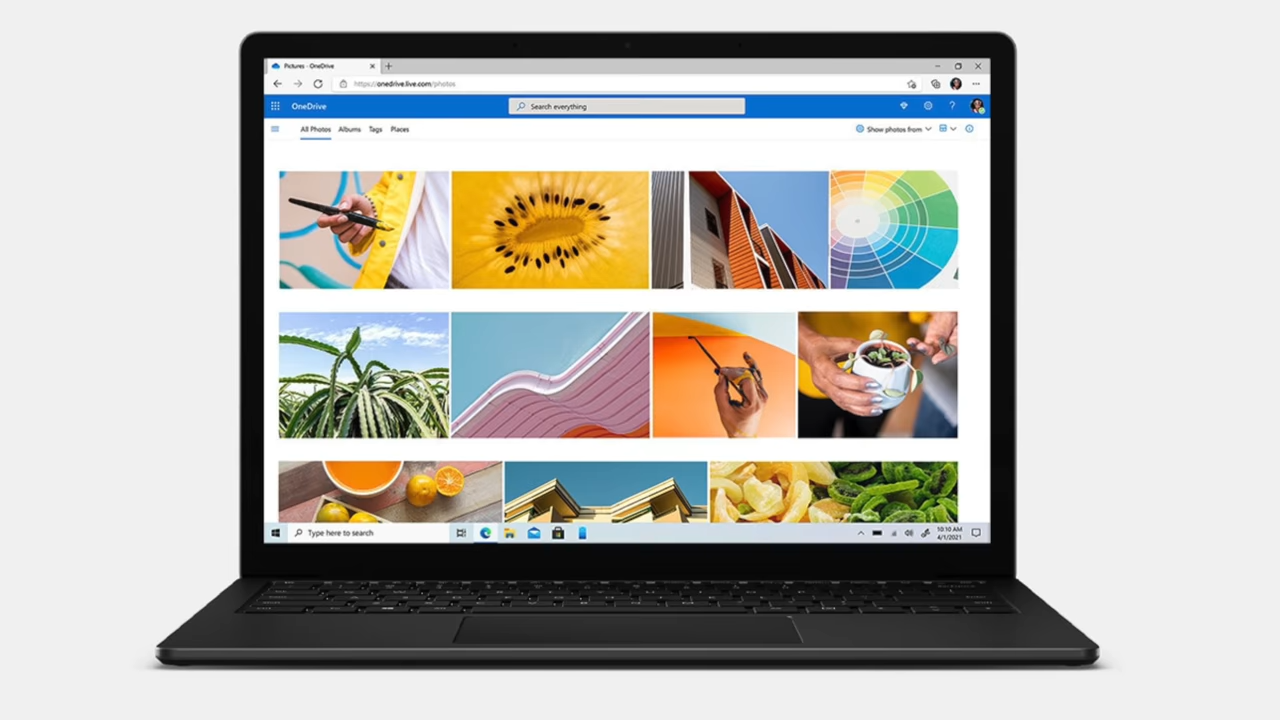 Pictures - OneDrive
https://onedrive.live.com/photos
OneDrive
Search everything
?
All Photos Albums Tags Places
Show photos from
Type here to search
10:10 AM
4/1/2021